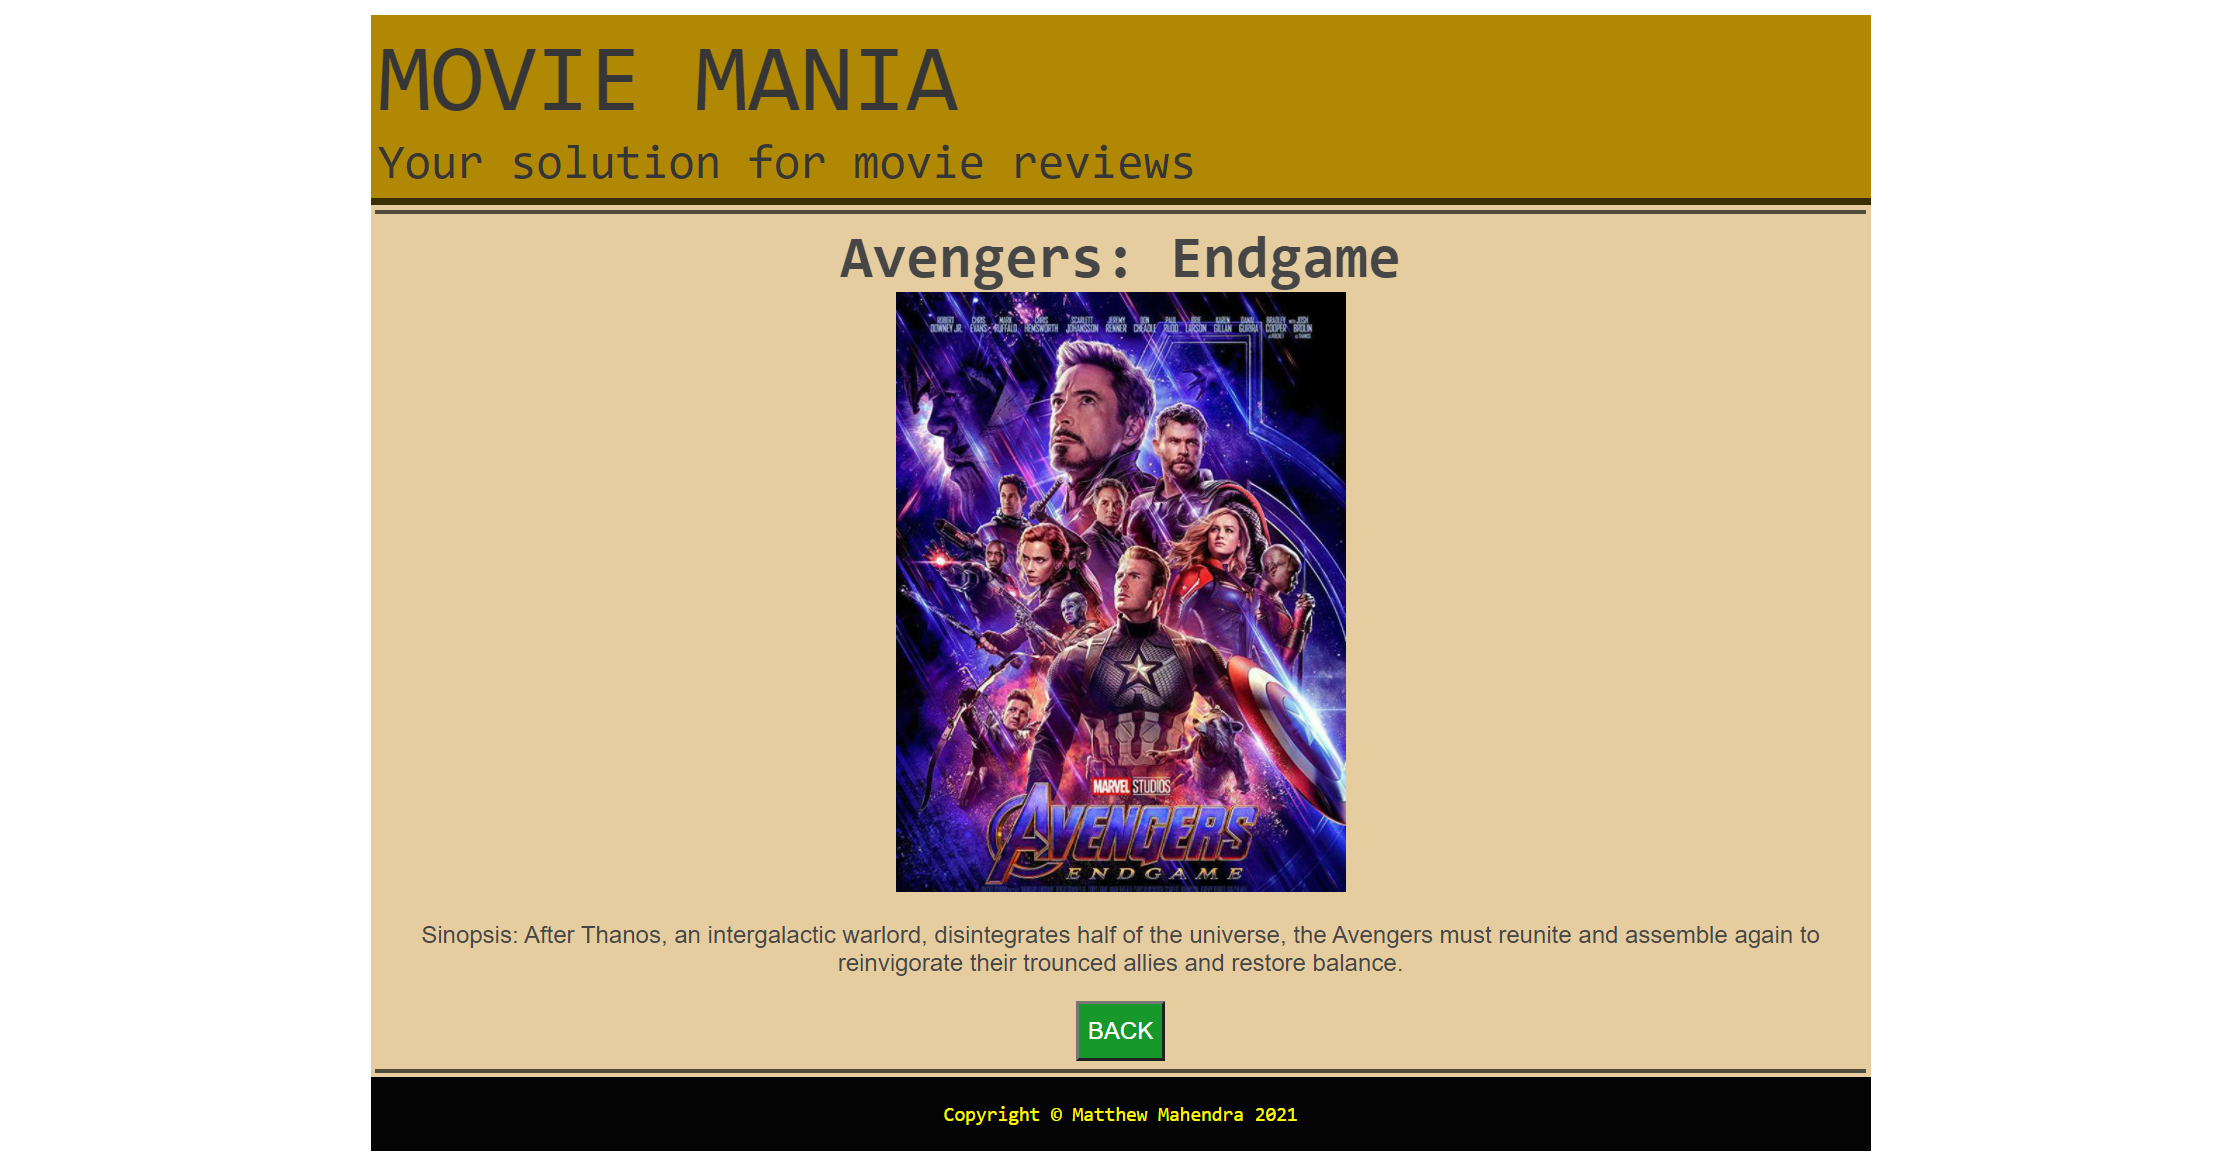 MOVIE MANIA
Your solution for movie reviews
Avengers: Endgame
ROBERT DOWNEY JR. CHRIS EVANS MARK RUFFALO CHRIS HEMSWORTH SCARLETT JOHANSSON JEREMY RENNER DON CHEADLE PAUL RUDD BRIE LARSON KAREN GILLAN DANAI GURIRA BRADLEY COOPER WITH JOSH BROLIN
MARVEL STUDIOS
AVENGERS
ENDGAME
Sinopsis: After Thanos, an intergalactic warlord, disintegrates half of the universe, the Avengers must reunite and assemble again to
reinvigorate their trounced allies and restore balance.
BACK
Copyright © Matthew Mahendra 2021